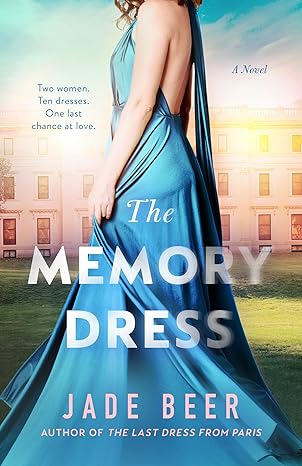 A Novel
Two women.
Ten dresses.
One last
chance at love.
The
MEMORY
DRESS
JADE BEER
AUTHOR OF THE LAST DRESS FROM PARIS